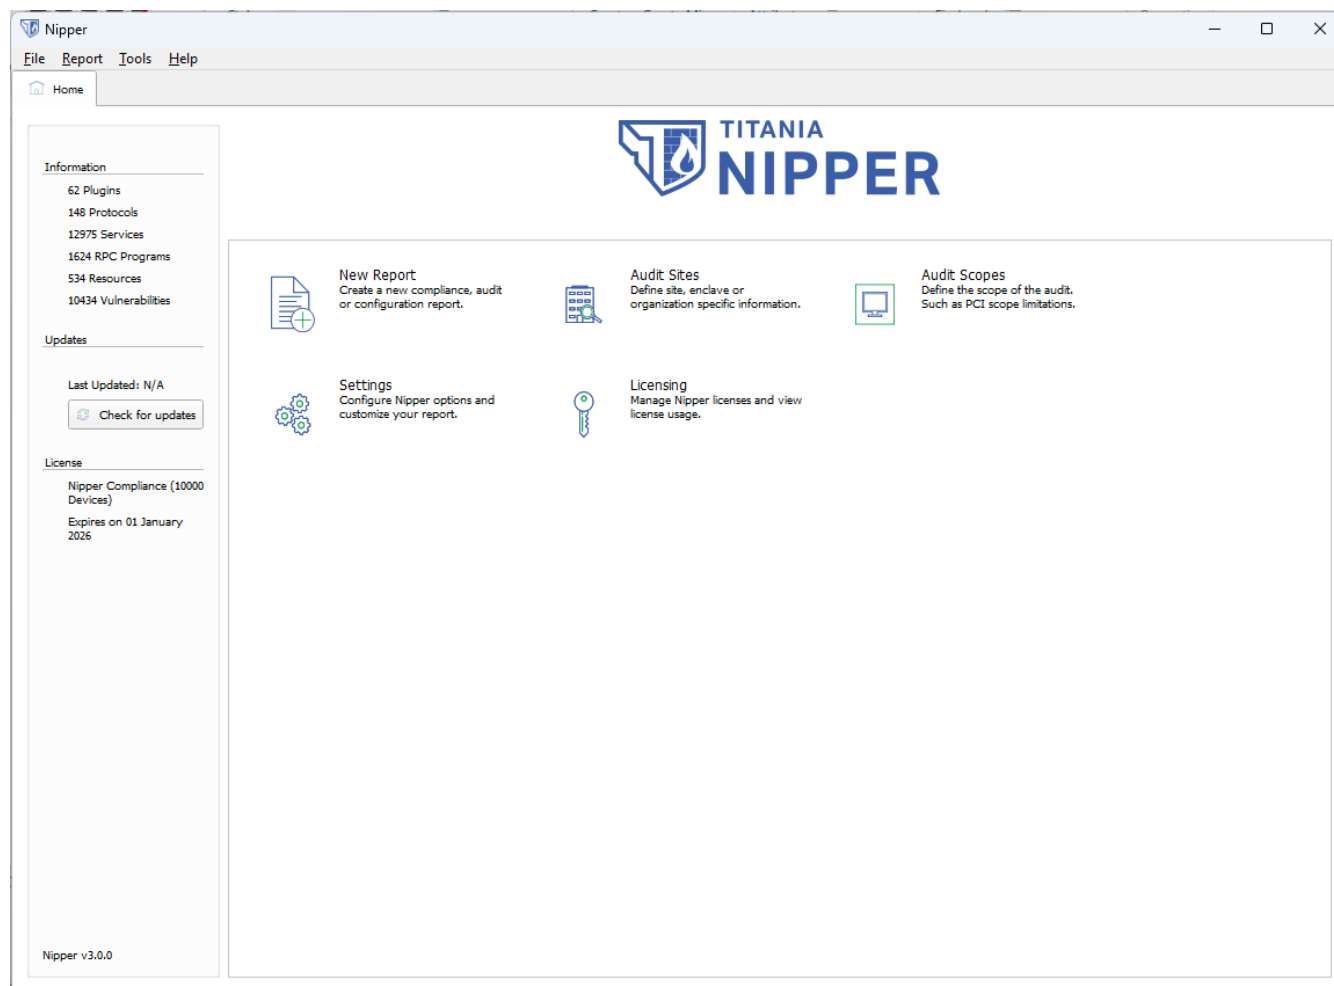 Nipper
File Report Tools Help
Home
TITANIA
NIPPER
Information
62 Plugins
148 Protocols
12975 Services
1624 RPC Programs
534 Resources
10434 Vulnerabilities
Updates
Last Updated: N/A
Check for updates
License
Nipper Compliance (10000
Devices)
Expires on 01 January
2026
Nipper v3.0.0
New Report
Create a new compliance, audit
or configuration report.
Audit Sites
Define site, enclave or
organization specific information.
Audit Scopes
Define the scope of the audit.
Such as PCI scope limitations.
Settings
Configure Nipper options and
customize your report.
Licensing
Manage Nipper licenses and view
license usage.